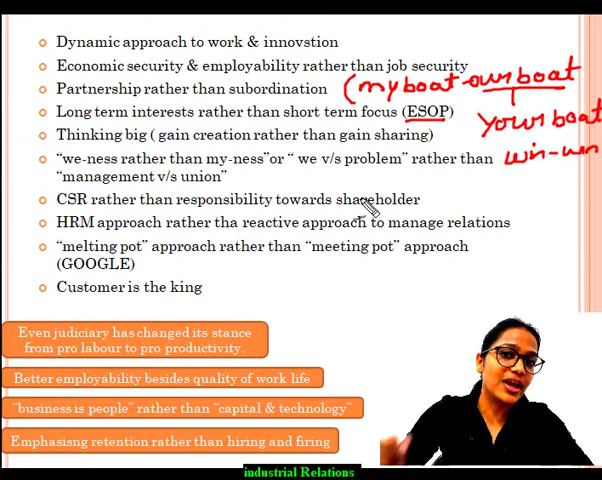 Dynamic approach to work & innovstion
Economic security & employability rather than job security
Partnership rather than subordination (my boat - our boat
Long term interests rather than short term focus (ESOP)
your boat
Thinking big ( gain creation rather than gain sharing)
win-win
"we-ness rather than my-ness"or " we v/s problem" rather than
"management v/s union"
CSR rather than responsibility towards shareholder
HRM approach rather tha reactive approach to manage relations
"melting pot" approach rather than "meeting pot" approach
(GOOGLE)
Customer is the king
Even judiciary has changed its stance
from pro labour to pro productivity.
Better employability besides quality of work life
"business is people" rather than "capital & technology"
Emphasisng retention rather than hiring and firing
industrial Relations